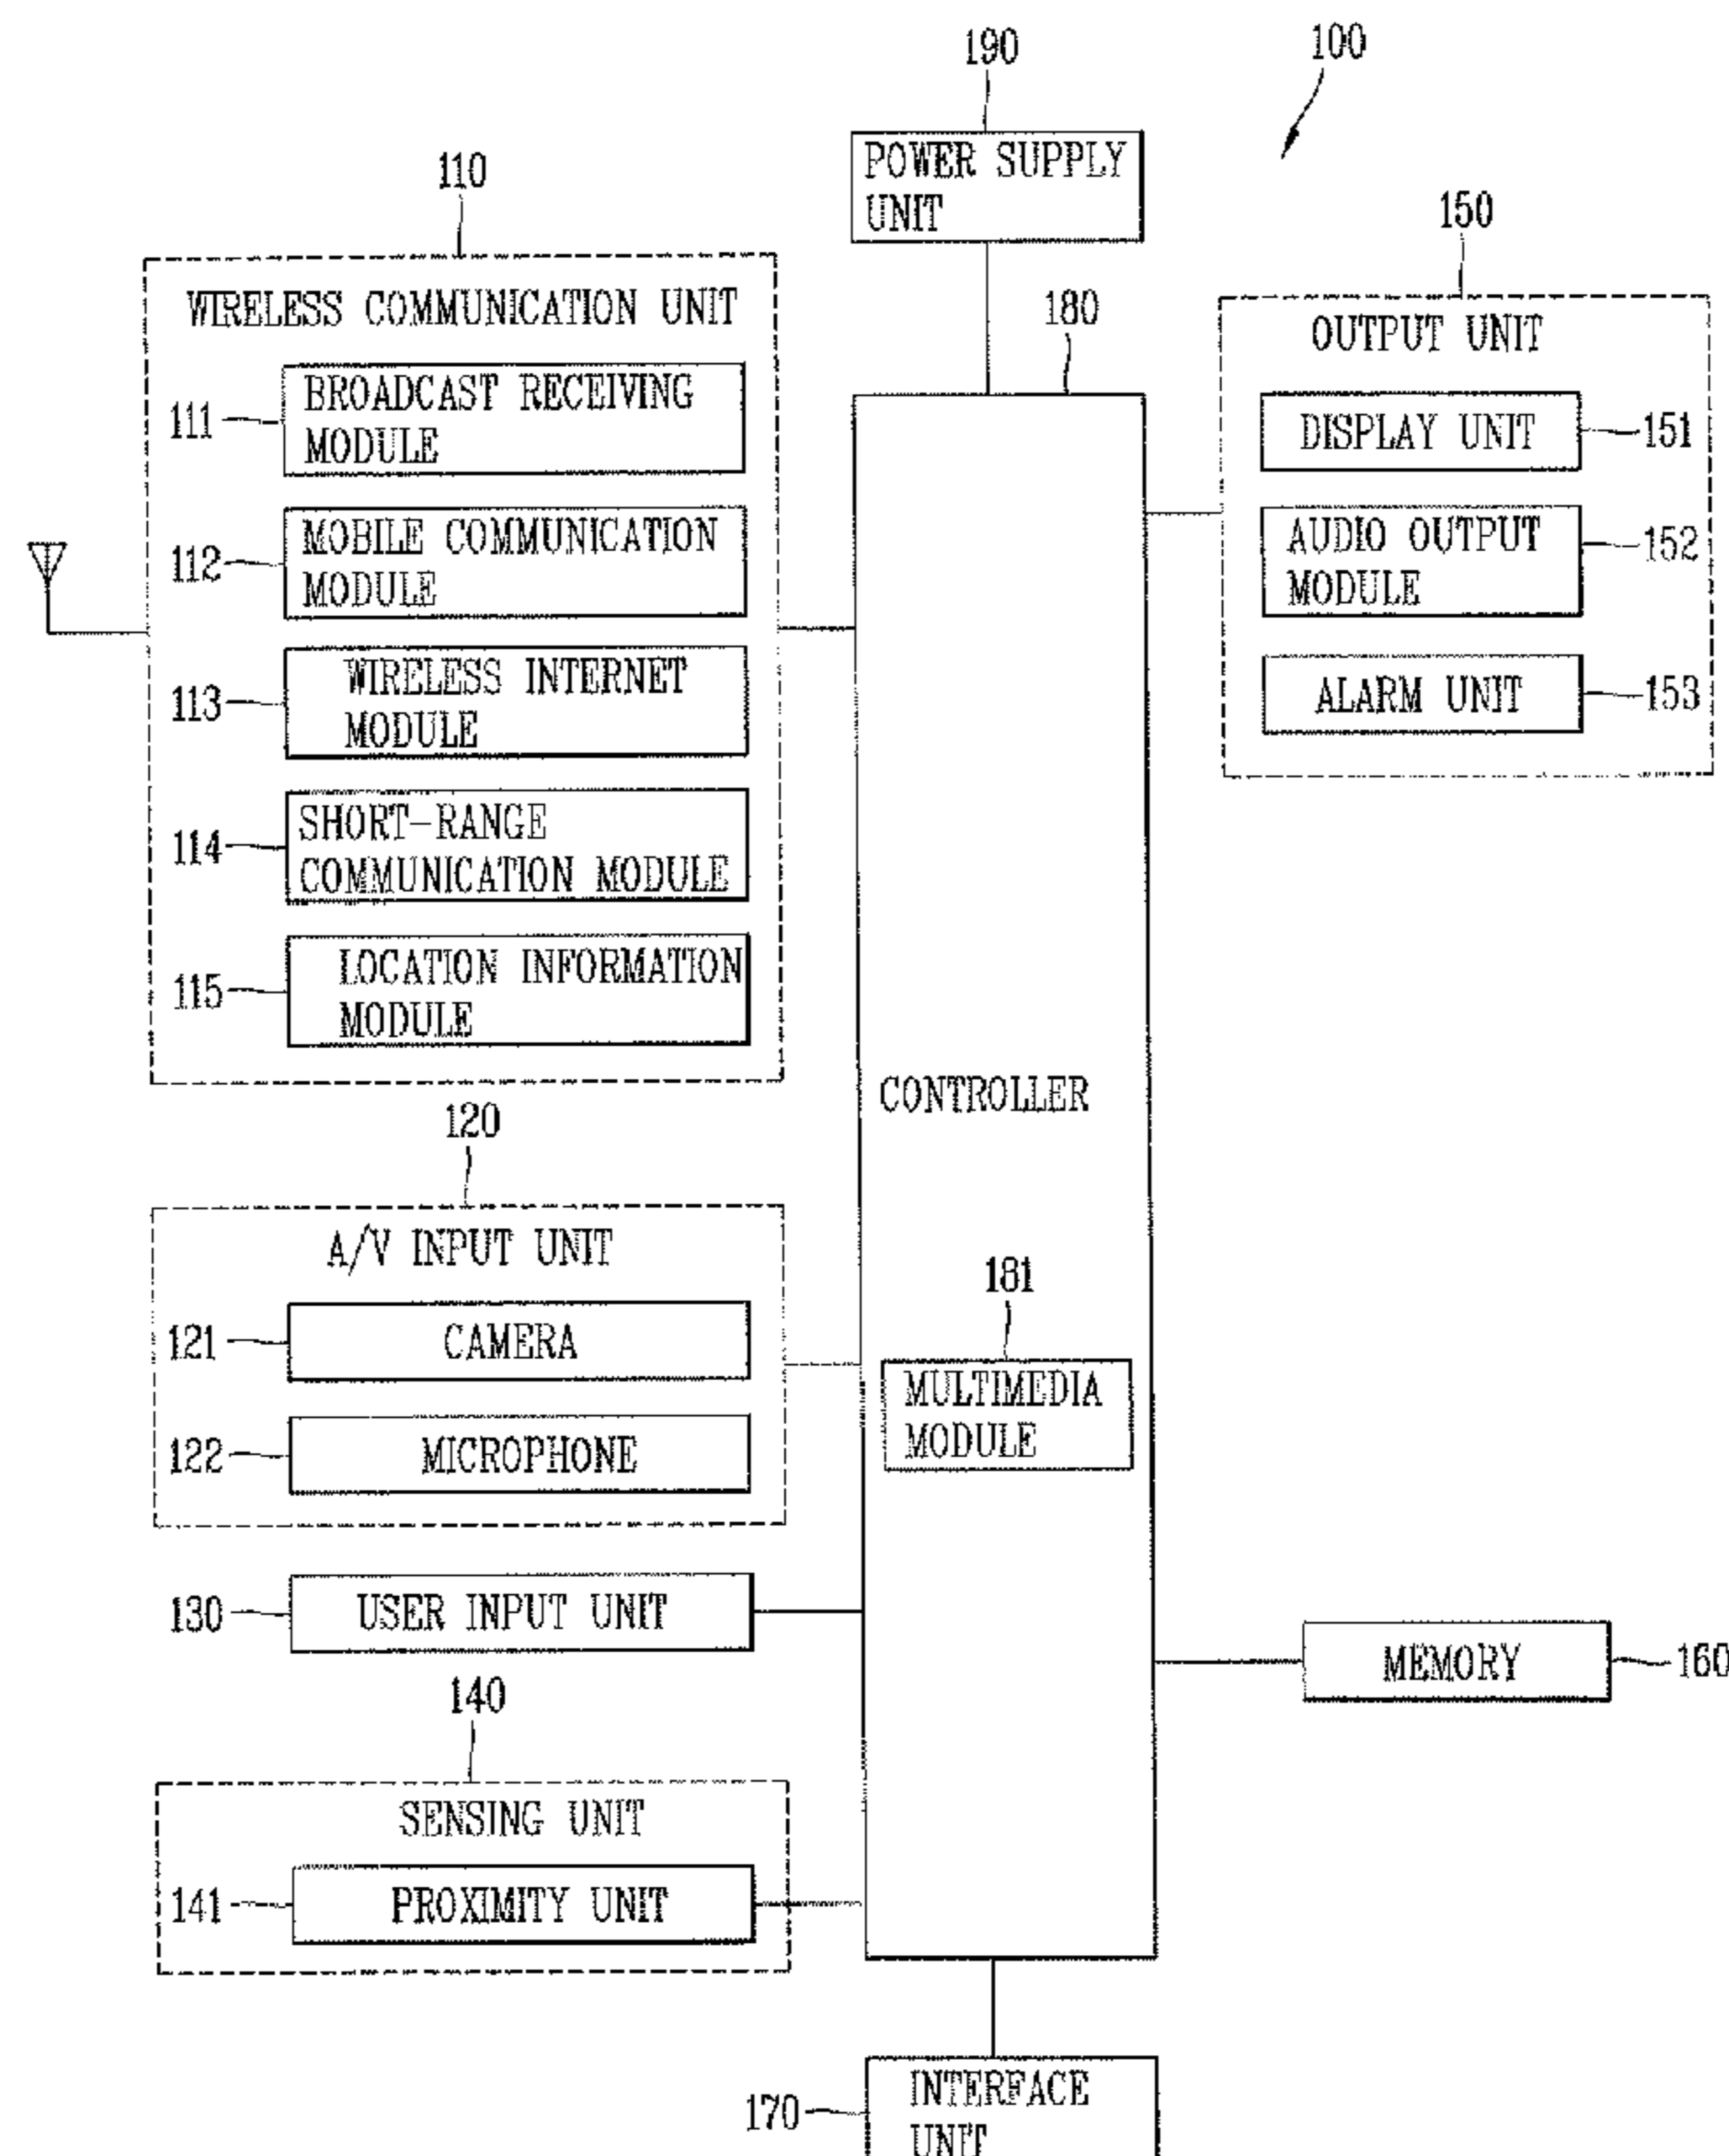 190
100
POWER SUPPLY
UNIT
110
WIRELESS COMMUNICATION UNIT
111
BROADCAST RECEIVING
MODULE
112
MOBILE COMMUNICATION
MODULE
113
WIRELESS INTERNET
MODULE
114
SHORT-RANGE
COMMUNICATION MODULE
115
LOCATION INFORMATION
MODULE
120
A/V INPUT UNIT
121
CAMERA
122
MICROPHONE
130
USER INPUT UNIT
140
SENSING UNIT
141
PROXIMITY UNIT
180
CONTROLLER
181
MULTIMEDIA
MODULE
150
OUTPUT UNIT
DISPLAY UNIT
151
AUDIO OUTPUT
MODULE
152
ALARM UNIT
153
MEMORY
160
170
INTERFACE
UNIT